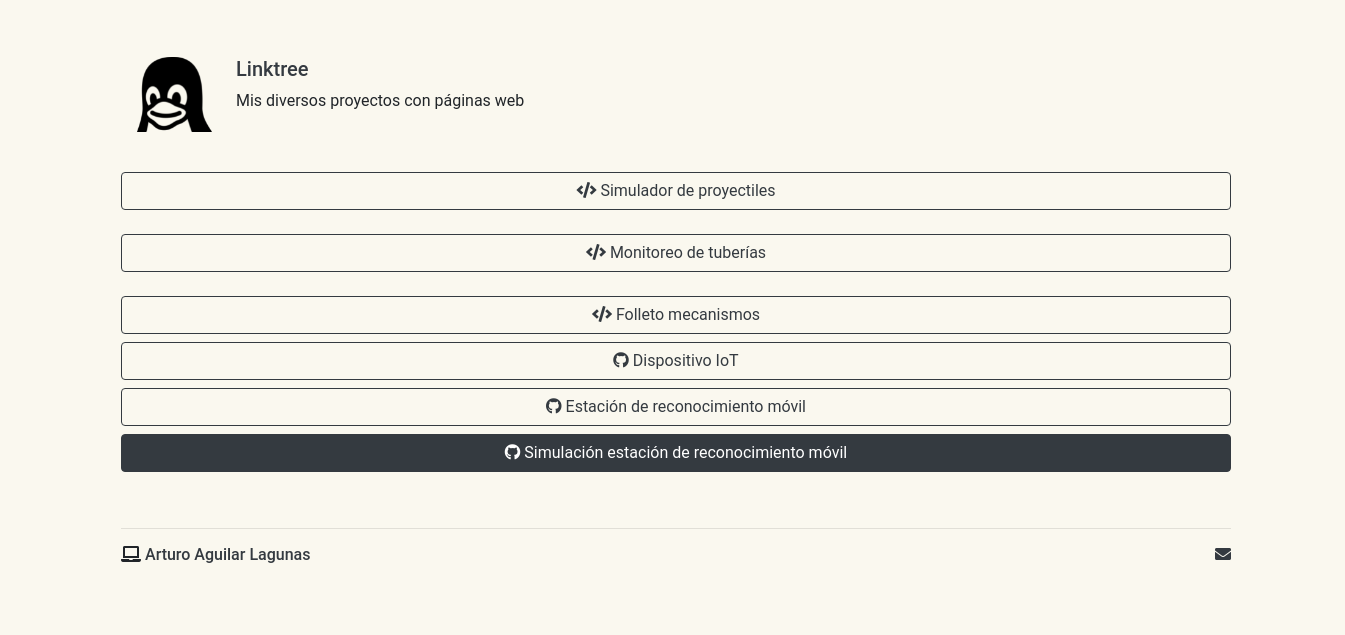 Linktree
Mis diversos proyectos con páginas web
Simulador de proyectiles
Monitoreo de tuberías
Folleto mecanismos
Dispositivo IoT
Estación de reconocimiento móvil
Simulación estación de reconocimiento móvil
Arturo Aguilar Lagunas